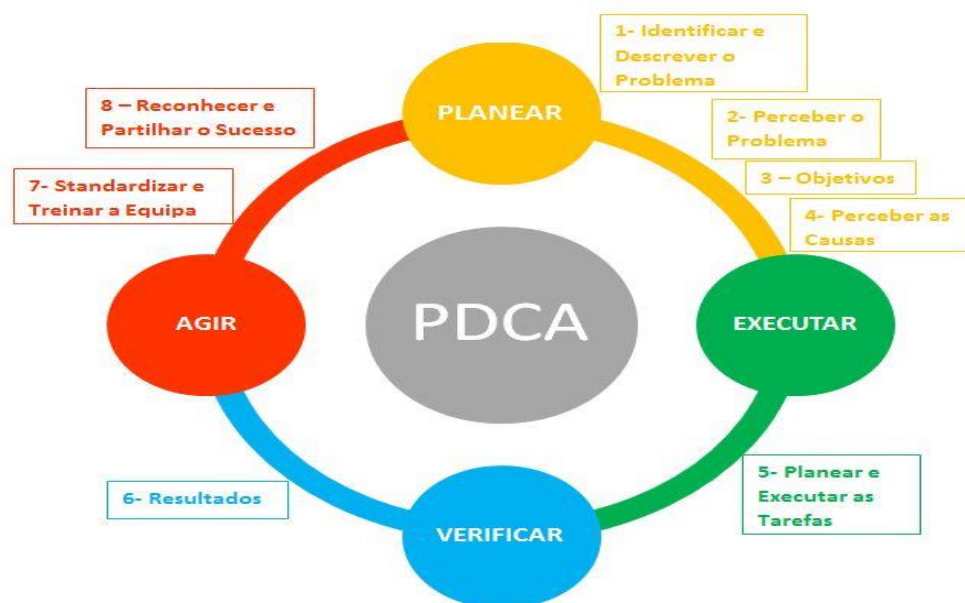 1- Identificar e
Descrever o
Problema
PLANEAR
8 – Reconhecer e
Partilhar o Sucesso
2- Perceber o
Problema
3 – Objetivos
7- Standardizar e
Treinar a Equipa
4- Perceber as
Causas
AGIR
PDCA
EXECUTAR
5- Planear e
Executar as
Tarefas
6- Resultados
VERIFICAR